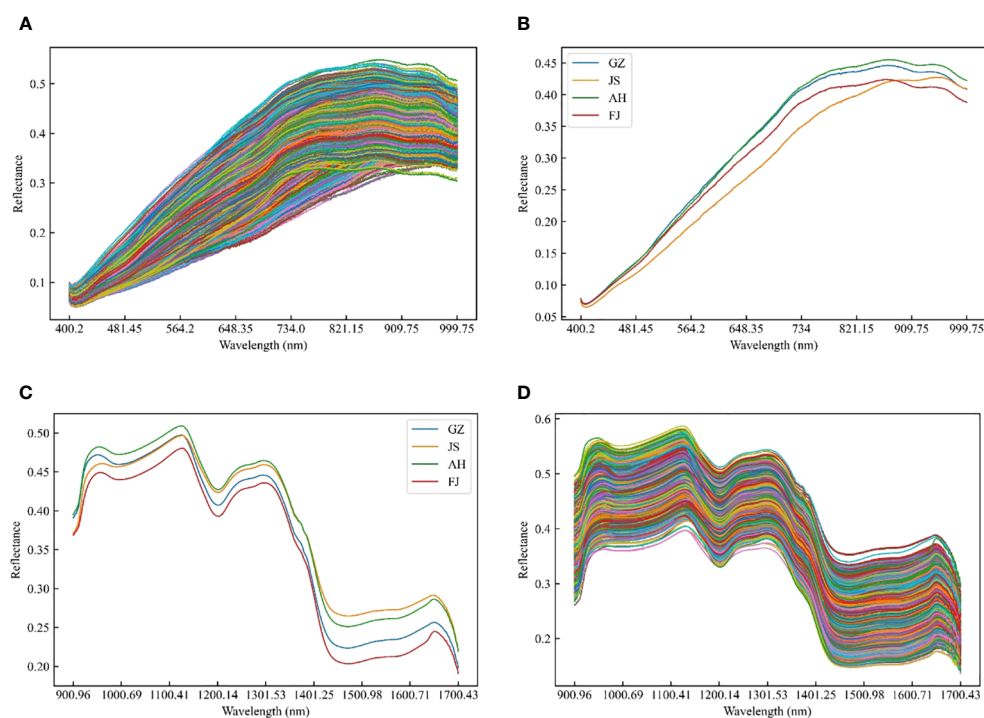 A
B
0.5
0.4
0.3
0.2
0.1
Reflectance
400.2 481.45 564.2 648.35 734.0 821.15 909.75 999.75
Wavelength (nm)
GZ
JS
AH
FJ
0.45
0.40
0.35
0.30
0.25
0.20
0.15
0.10
0.05
Reflectance
400.2 481.45 564.2 648.35 734 821.15 909.75 999.75
Wavelength (nm)
C
D
GZ
JS
AH
FJ
0.50
0.45
0.40
0.35
0.30
0.25
0.20
Reflectance
900.96 1000.69 1100.41 1200.14 1301.53 1401.25 1500.98 1600.71 1700.43
Wavelength (nm)
0.6
0.5
0.4
0.3
0.2
Reflectance
900.96 1000.69 1100.41 1200.14 1301.53 1401.25 1500.98 1600.71 1700.43
Wavelength (nm)